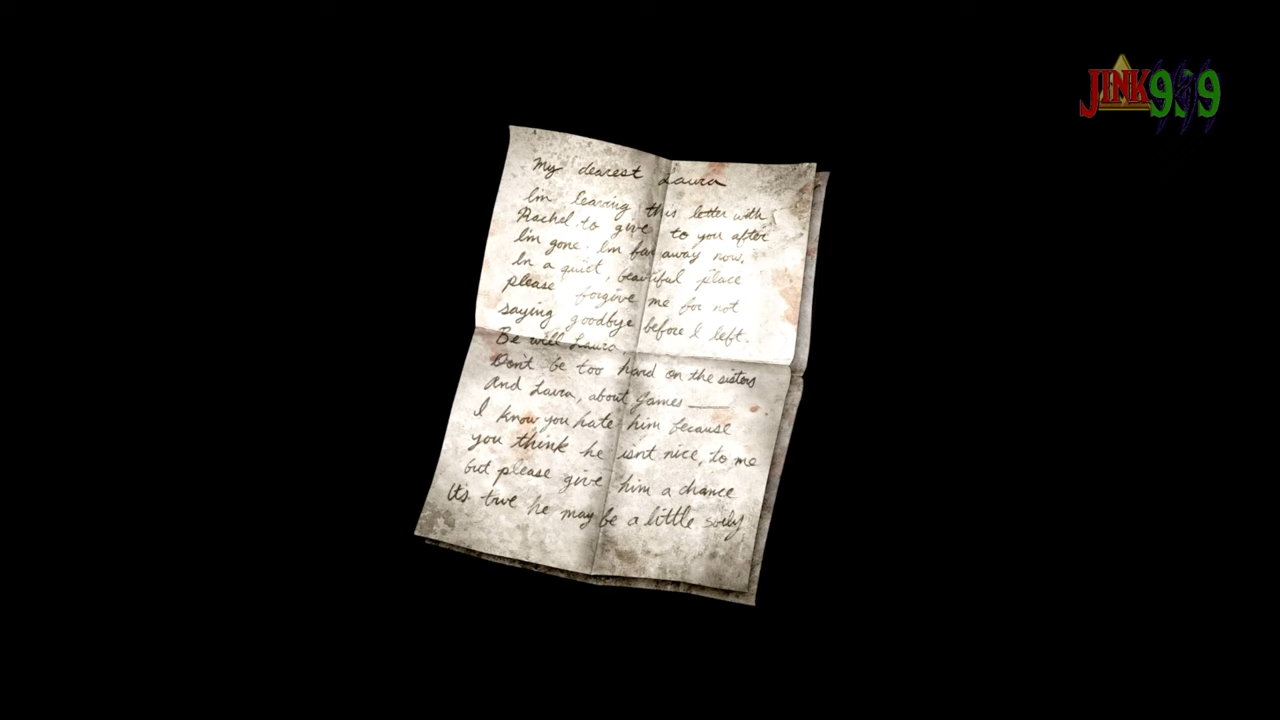 JINK999
My dearest Laura
I'm leaving this letter with
Rachel to give to you after
I'm gone. I'm far away now.
In a quiet, beautiful place
please forgive me for not
saying goodbye before I left.
Be well Laura.
Don't be too hard on the sisters
And Laura, about James
I know you hate him because
you think he isn't nice, to me
but please give him a chance
It's true he may be a little surly